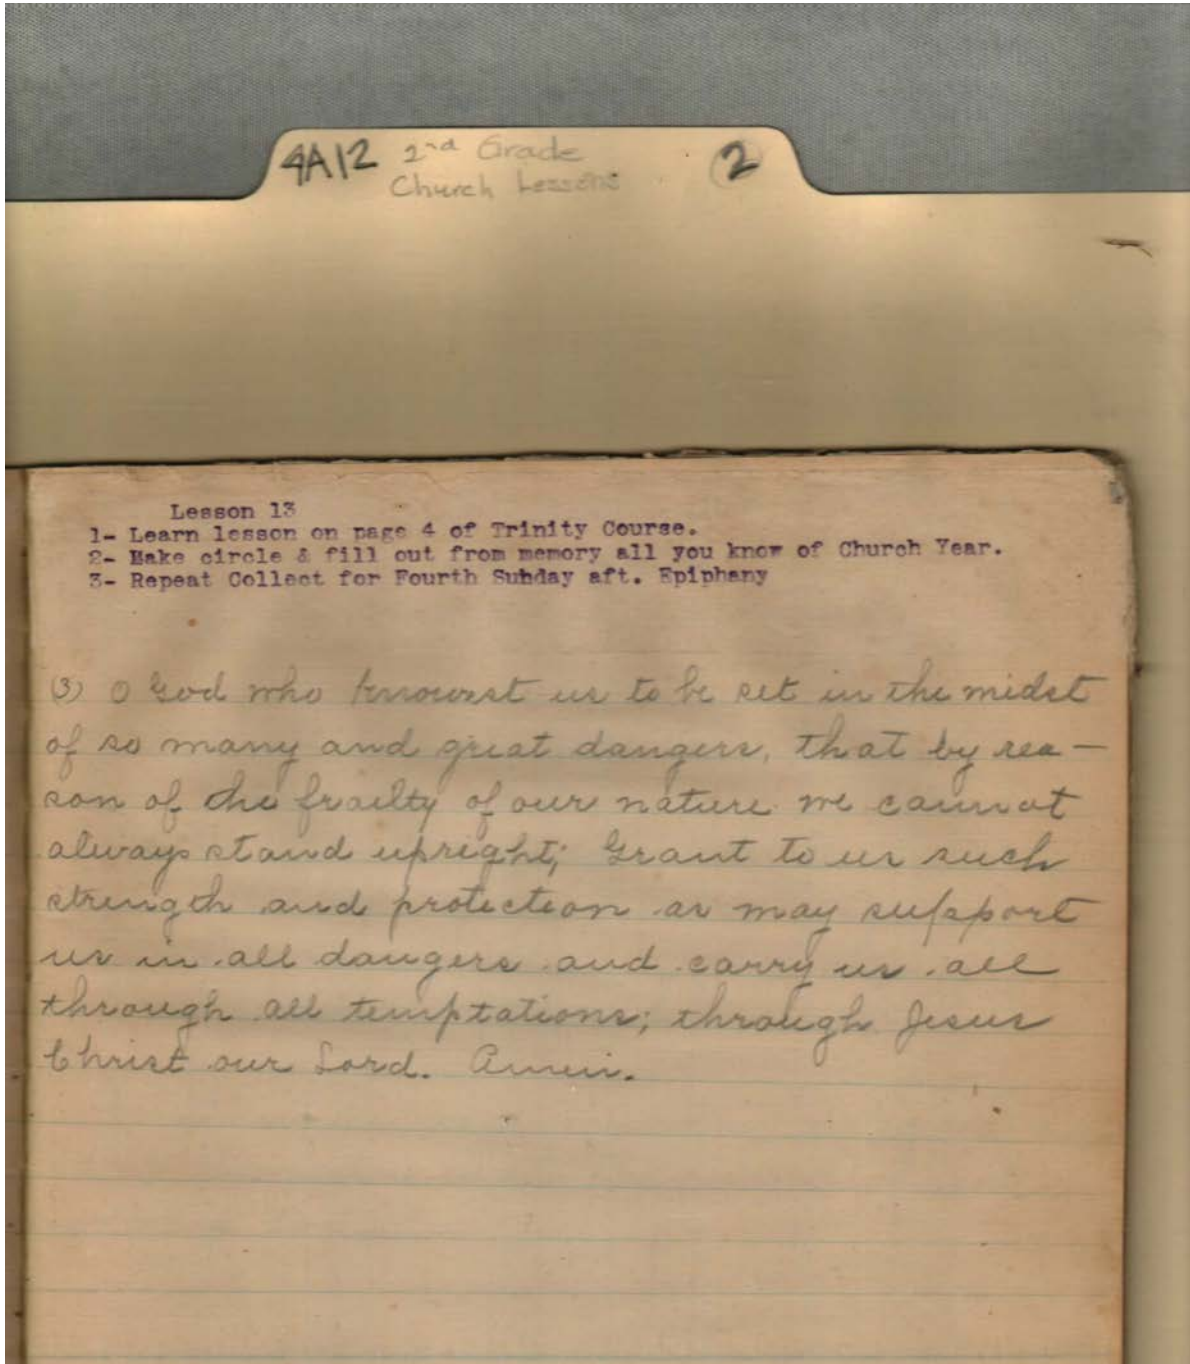 4A12 2nd Grade 2
Church Lessons
Lesson 13
1- Learn lesson on page 4 of Trinity Course.
2- Make circle & fill out from memory all you know of Church Year.
3- Repeat Collect for Fourth Suhday aft. Epiphany
(3) O God who knowest us to be set in the midst
of so many and great dangers, that by rea-
son of the frailty of our nature we cannot
always stand upright; Grant to us such
strength and protection as may support
us in all dangers and carry us all
through all temptations; through Jesus
Christ our Lord. Amen.